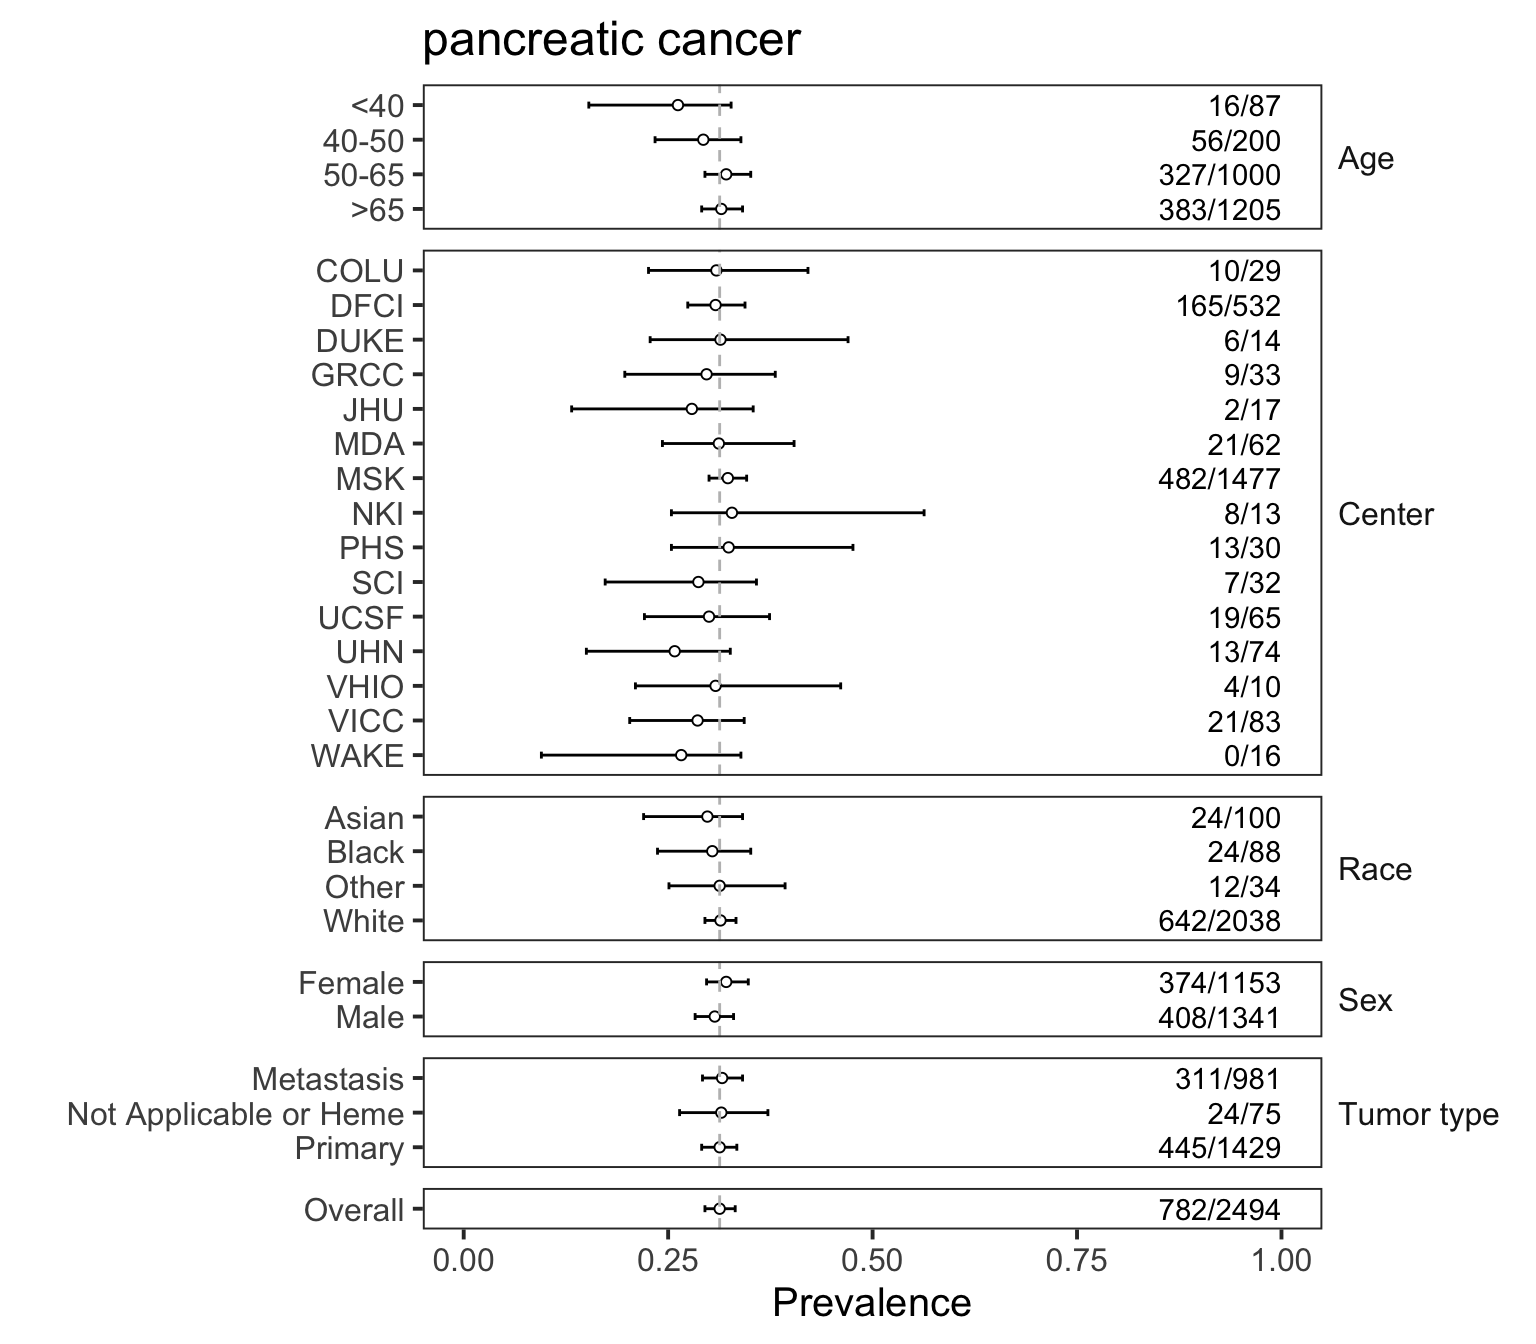 pancreatic cancer
<40 16/87
40-50 56/200
50-65 327/1000
>65 383/1205
Age
COLU 10/29
DFCI 165/532
DUKE 6/14
GRCC 9/33
JHU 2/17
MDA 21/62
MSK 482/1477
NKI 8/13
PHS 13/30
SCI 7/32
UCSF 19/65
UHN 13/74
VHIO 4/10
VICC 21/83
WAKE 0/16
Center
Asian 24/100
Black 24/88
Other 12/34
White 642/2038
Race
Female 374/1153
Male 408/1341
Sex
Metastasis 311/981
Not Applicable or Heme 24/75
Primary 445/1429
Tumor type
Overall 782/2494
0.00 0.25 0.50 0.75 1.00
Prevalence